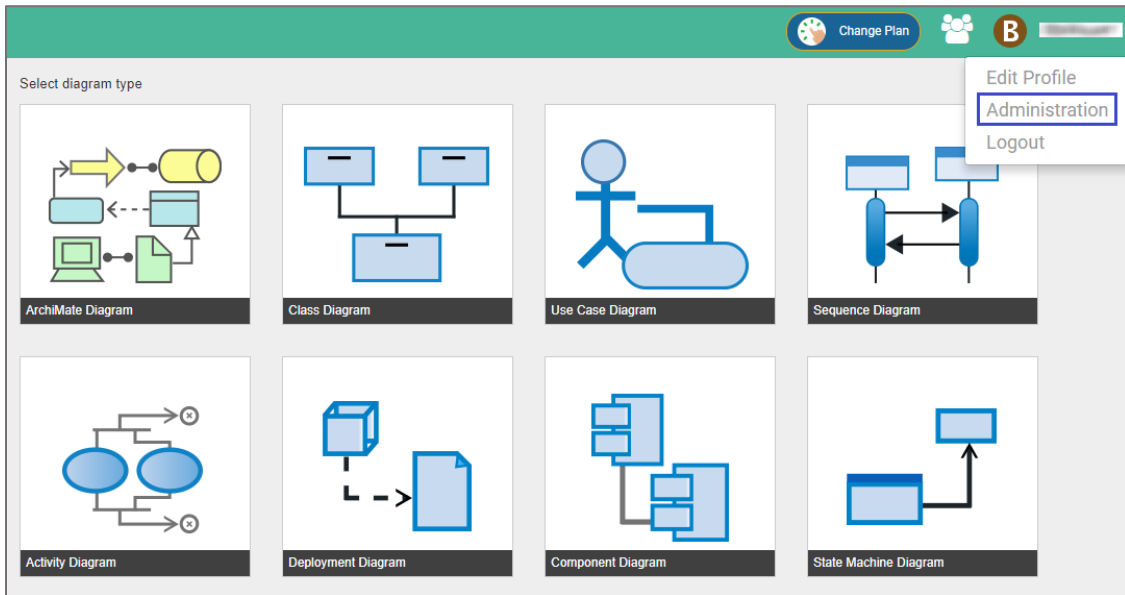 Change Plan
B
Select diagram type
Edit Profile
Administration
Logout
ArchiMate Diagram
Class Diagram
Use Case Diagram
Sequence Diagram
Activity Diagram
Deployment Diagram
Component Diagram
State Machine Diagram